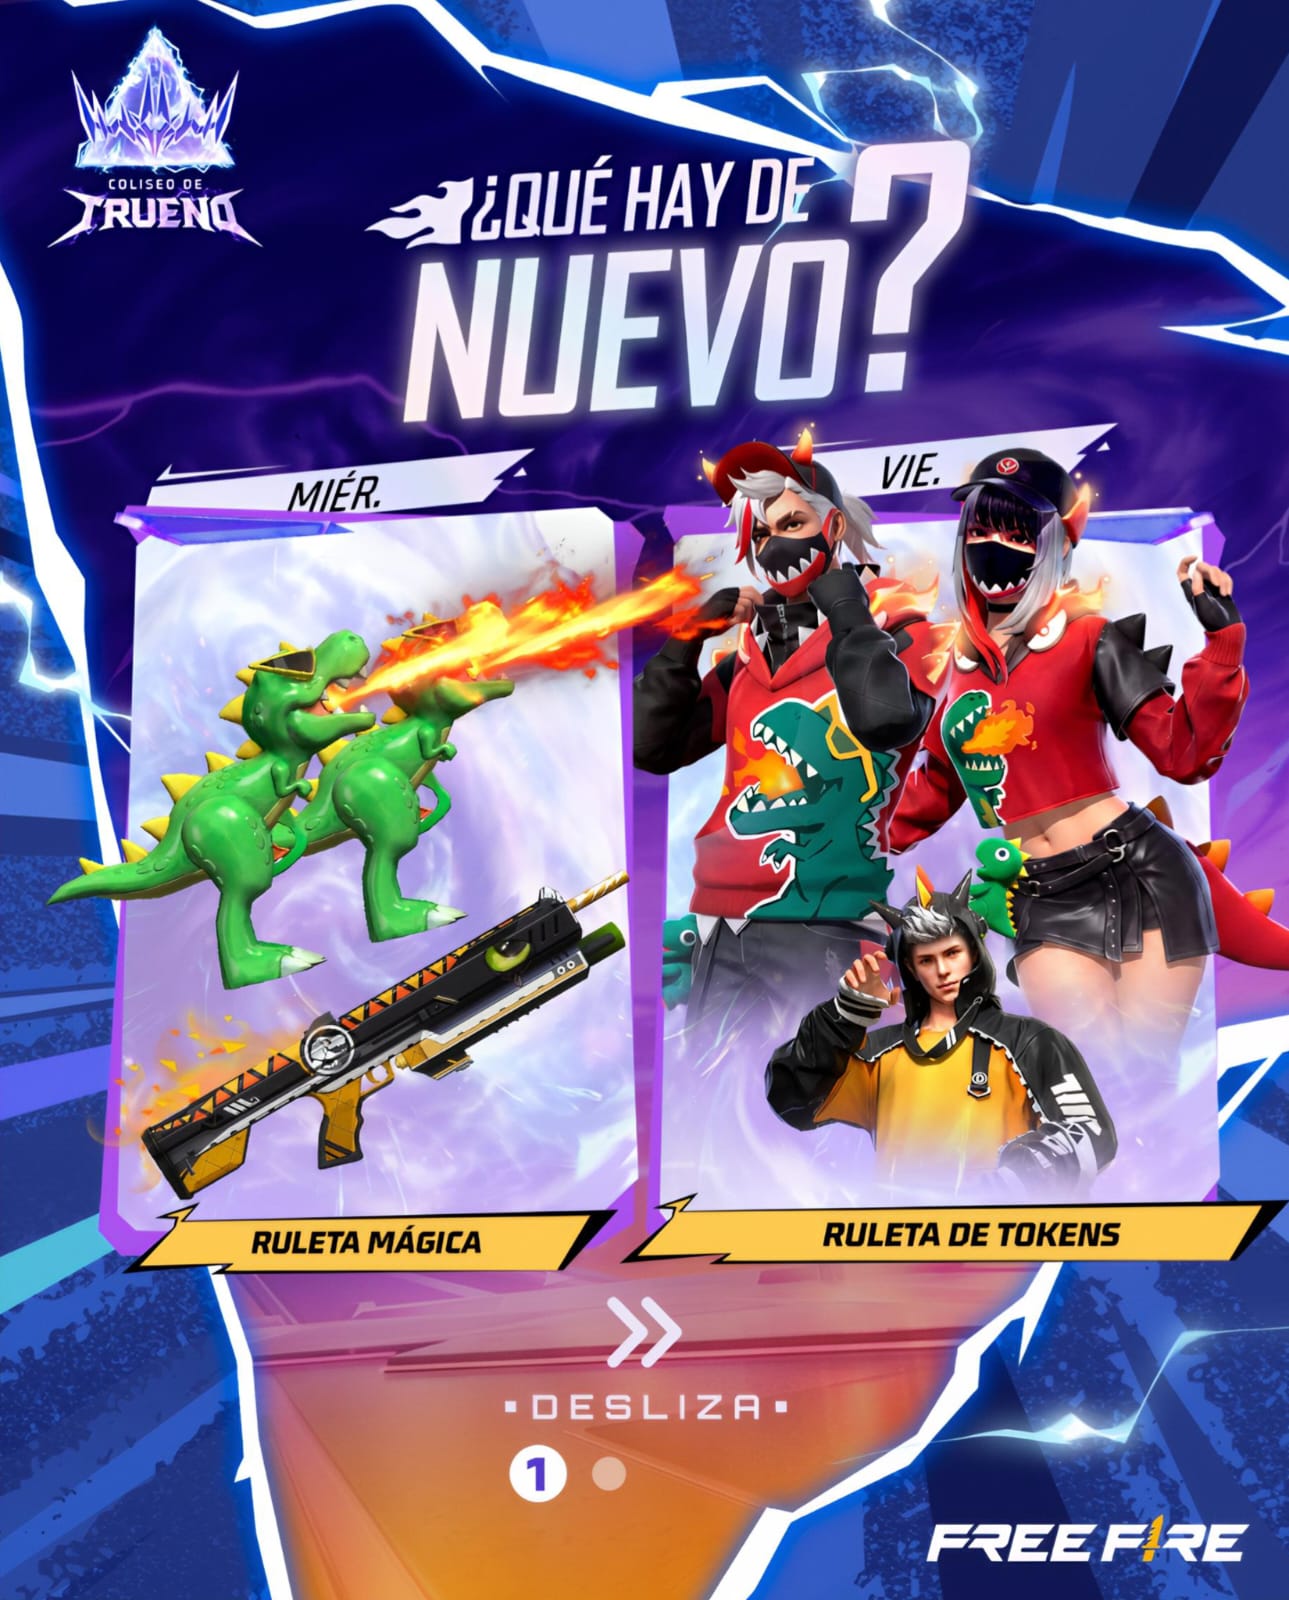 COLISEO DE
TRUENO
¿QUÉ HAY DE
NUEVO?
MIÉR.
VIE.
RULETA MÁGICA
RULETA DE TOKENS
DESLIZA
1
FREE FIRE